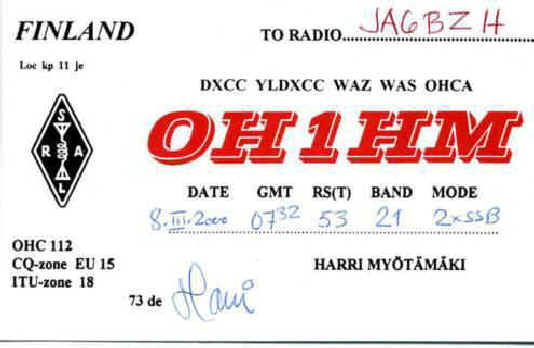 FINLAND TO RADIO.....JA6BZH
Loc kp 11 je
DXCC YLDXCC WAZ WAS OHCA
SRAL
OH1HM
DATE GMT RS(T) BAND MODE
8.III.2000 0732 53 21 2xSSB
OHC 112
CQ-zone EU 15
ITU-zone 18
HARRI MYÖTÄMÄKI
73 de Harri